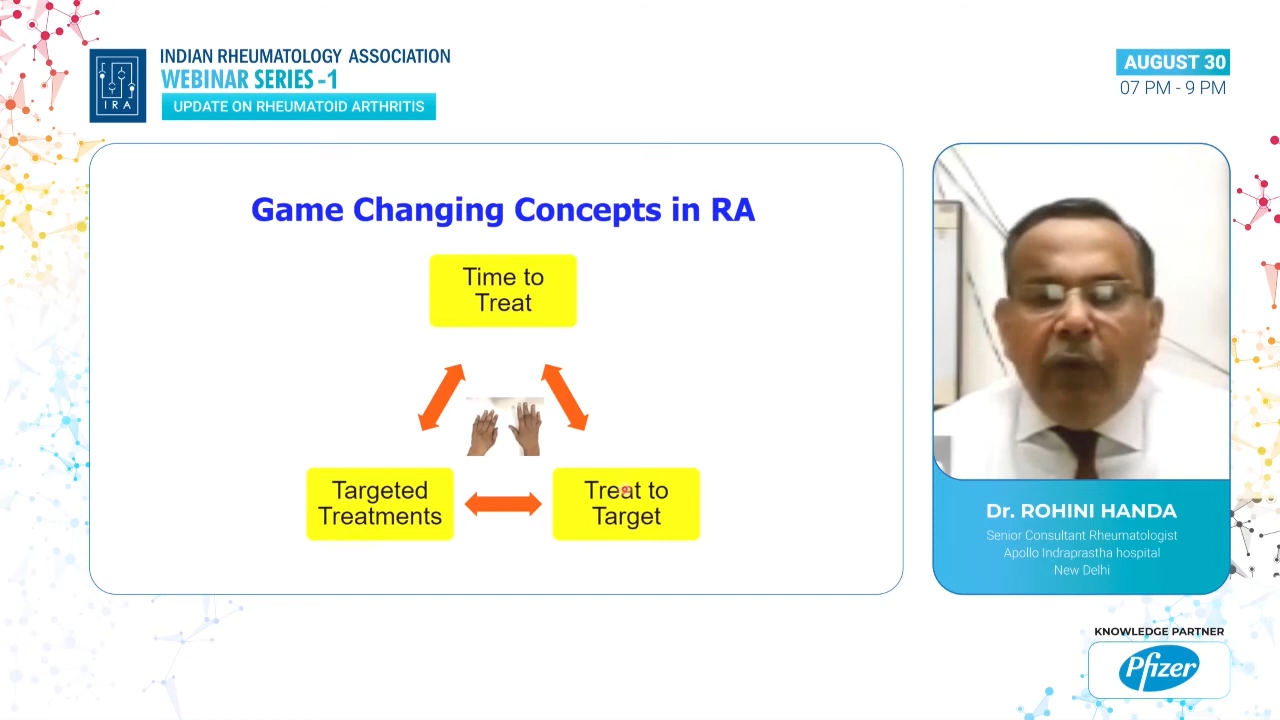 INDIAN RHEUMATOLOGY ASSOCIATION
WEBINAR SERIES -1
UPDATE ON RHEUMATOID ARTHRITIS
IRA
AUGUST 30
07 PM - 9 PM
Game Changing Concepts in RA
Time to
Treat
Targeted
Treatments
Treat to
Target
Dr. ROHINI HANDA
Senior Consultant Rheumatologist
Apollo Indraprastha hospital
New Delhi
KNOWLEDGE PARTNER
Pfizer